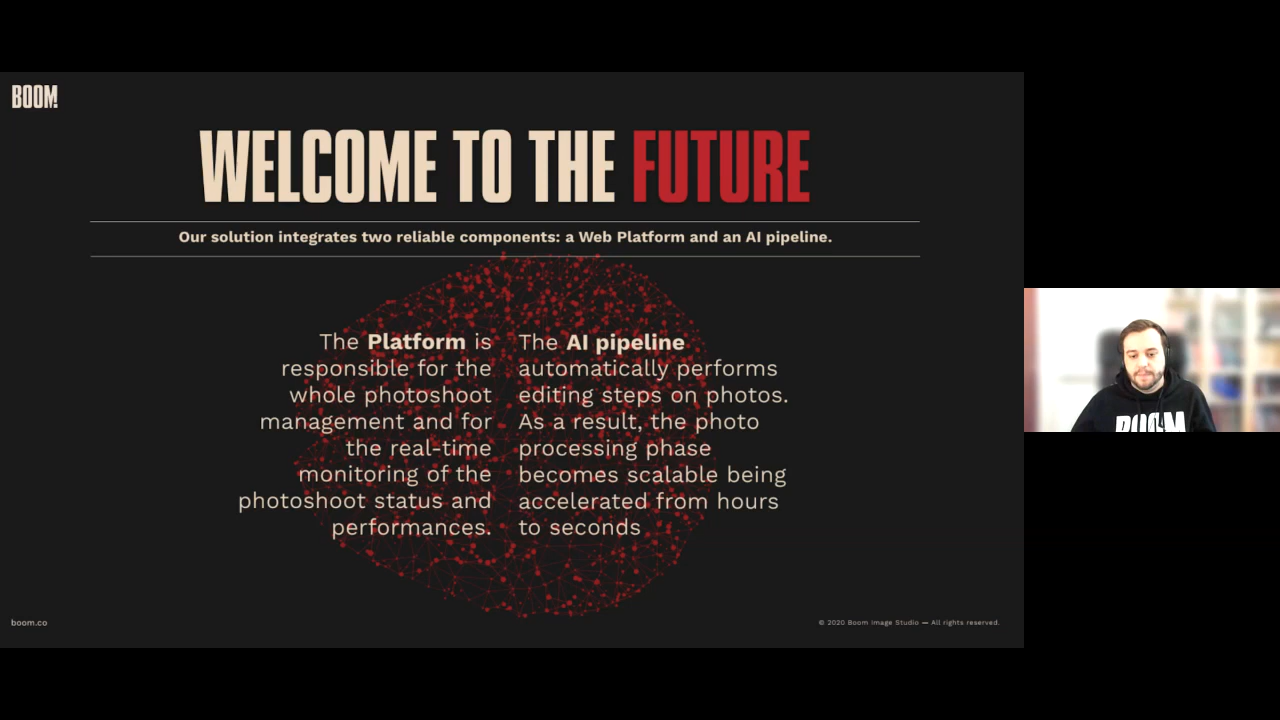 BOOM!
WELCOME TO THE FUTURE
Our solution integrates two reliable components: a Web Platform and an AI pipeline.
The Platform is
responsible for the
whole photoshoot
management and for
the real-time
monitoring of the
photoshoot status and
performances.
The AI pipeline
automatically performs
editing steps on photos.
As a result, the photo
processing phase
becomes scalable being
accelerated from hours
to seconds
boom.co
© 2020 Boom Image Studio — All rights reserved.
BOOM